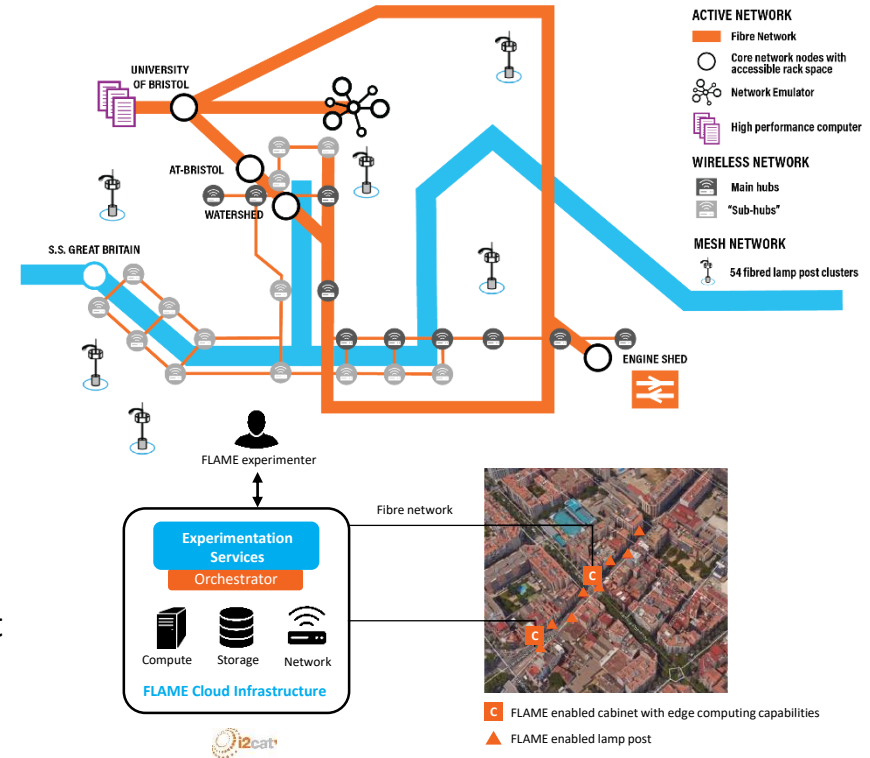 ACTIVE NETWORK
Fibre Network
Core network nodes with
accessible rack space
Network Emulator
High performance computer
WIRELESS NETWORK
Main hubs
"Sub-hubs"
MESH NETWORK
54 fibred lamp post clusters
UNIVERSITY
OF BRISTOL
AT-BRISTOL
WATERSHED
S.S. GREAT BRITAIN
ENGINE SHED
FLAME experimenter
Fibre network
Experimentation
Services
Orchestrator
Compute
Storage
Network
FLAME Cloud Infrastructure
C
C
C FLAME enabled cabinet with edge computing capabilities
FLAME enabled lamp post
i2cat
t